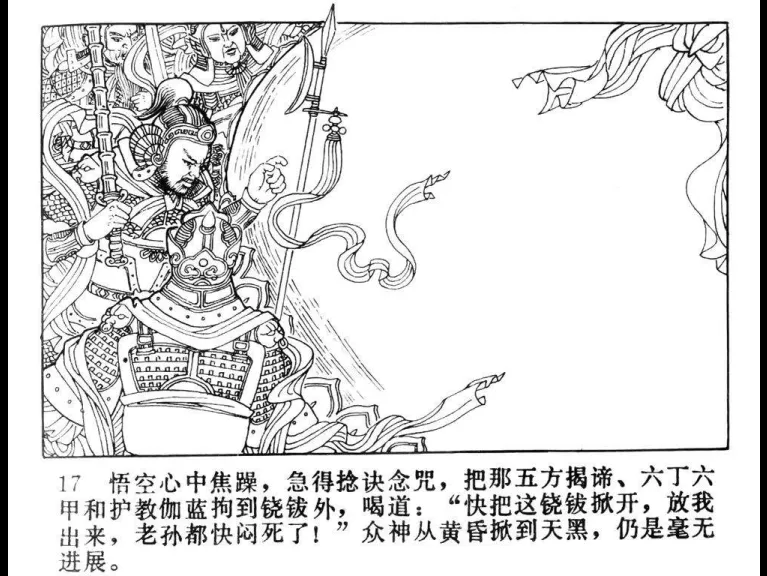 17 悟空心中焦躁，急得捻诀念咒，把那五方揭谛、六丁六
甲和护教伽蓝拘到铙钹外，喝道：“快把这铙钹掀开，放我
出来，老孙都快闷死了！”众神从黄昏掀到天黑，仍是毫无
进展。